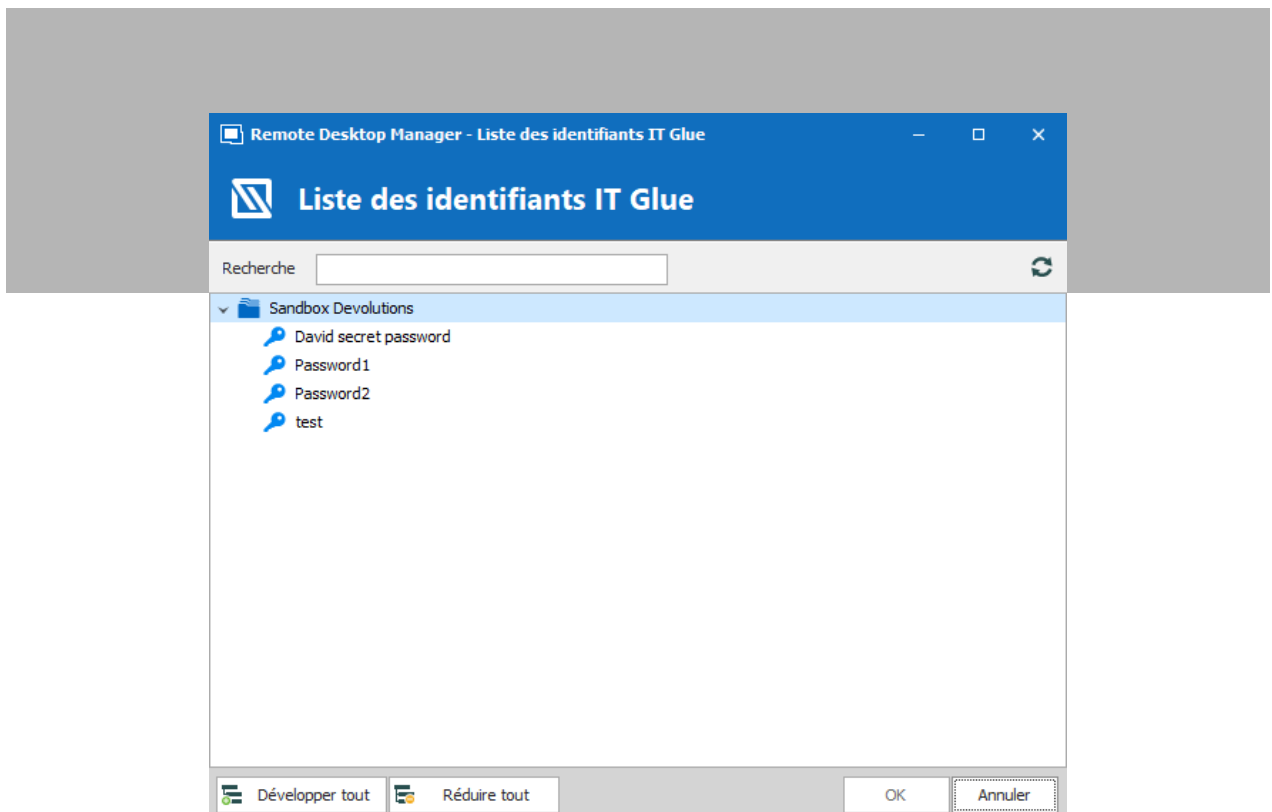 Remote Desktop Manager - Liste des identifiants IT Glue
Liste des identifiants IT Glue
Recherche
Sandbox Devolutions
David secret password
Password1
Password2
test
Développer tout Réduire tout OK Annuler